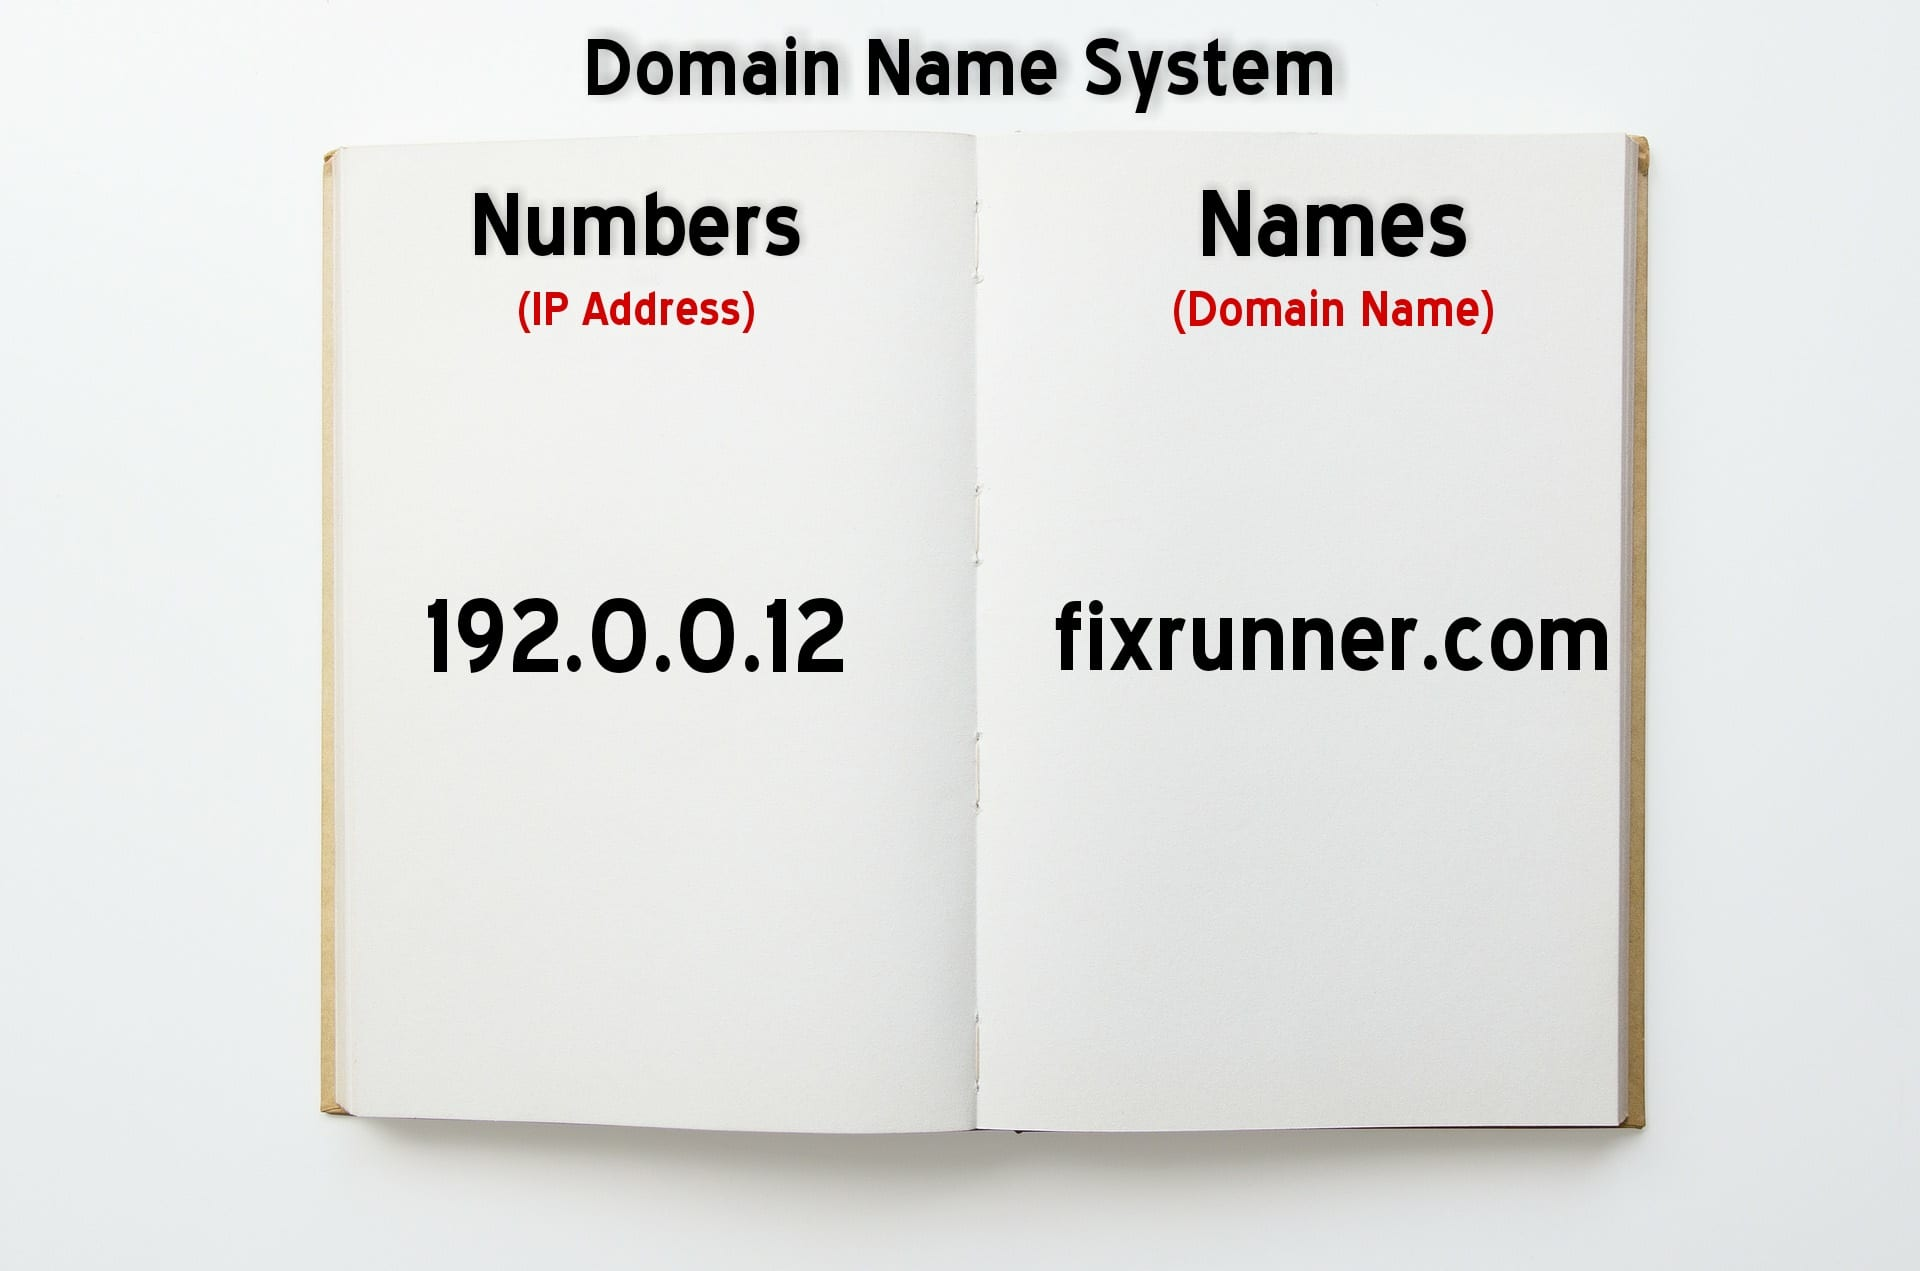 Domain Name System
Numbers
(IP Address)
192.0.0.12
Names
(Domain Name)
fixrunner.com